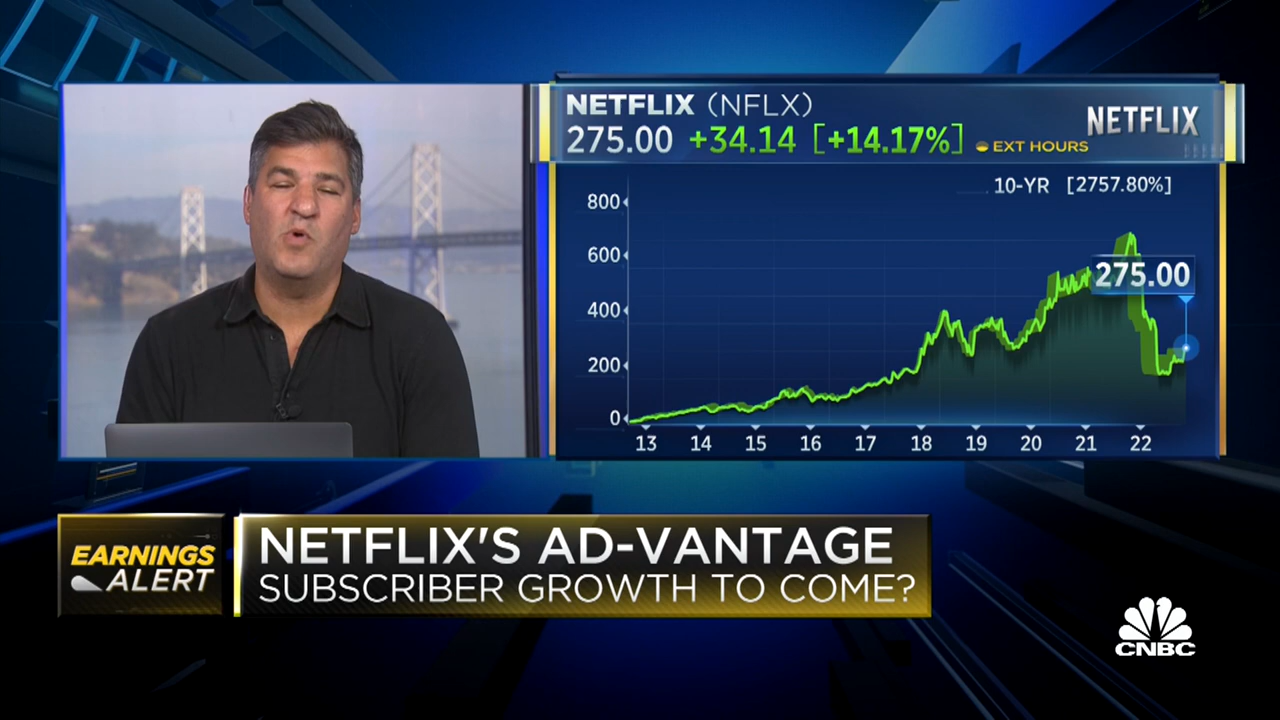 NETFLIX (NFLX)
275.00 +34.14 [+14.17%] EXT HOURS
NETFLIX
10-YR [2757.80%]
800
600
400
200
0
275.00
13 14 15 16 17 18 19 20 21 22
EARNINGS
ALERT
NETFLIX'S AD-VANTAGE
SUBSCRIBER GROWTH TO COME?
CNBC